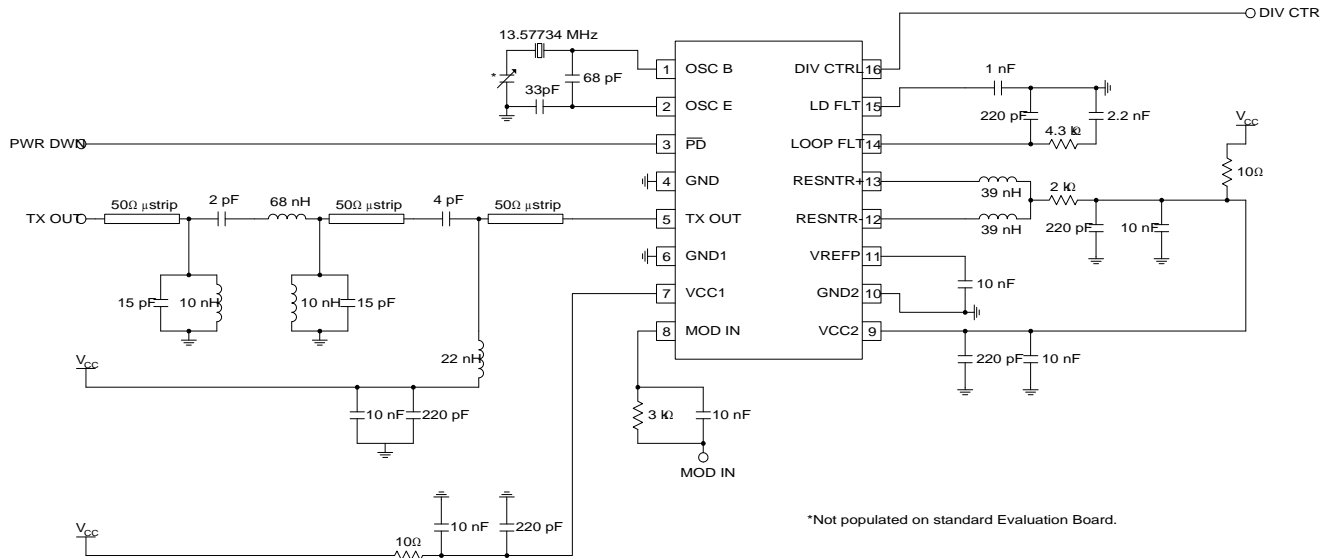 DIV CTR
13.57734 MHz
*
68 pF
33pF
1 OSC B
2 OSC E
3 PD
4 GND
5 TX OUT
6 GND1
7 VCC1
8 MOD IN
DIV CTRL 16
LD FLT 15
LOOP FLT 14
RESNTR+ 13
RESNTR- 12
VREFP 11
GND2 10
VCC2 9
1 nF
220 pF
2.2 nF
4.3 kΩ
VCC
10Ω
39 nH
2 kΩ
39 nH
220 pF
10 nF
10 nF
220 pF
10 nF
PWR DWN
TX OUT
50Ω µstrip
2 pF
68 nH
50Ω µstrip
4 pF
50Ω µstrip
15 pF
10 nH
10 nH
15 pF
22 nH
VCC
10 nF
220 pF
3 kΩ
10 nF
MOD IN
VCC
10Ω
10 nF
220 pF
*Not populated on standard Evaluation Board.